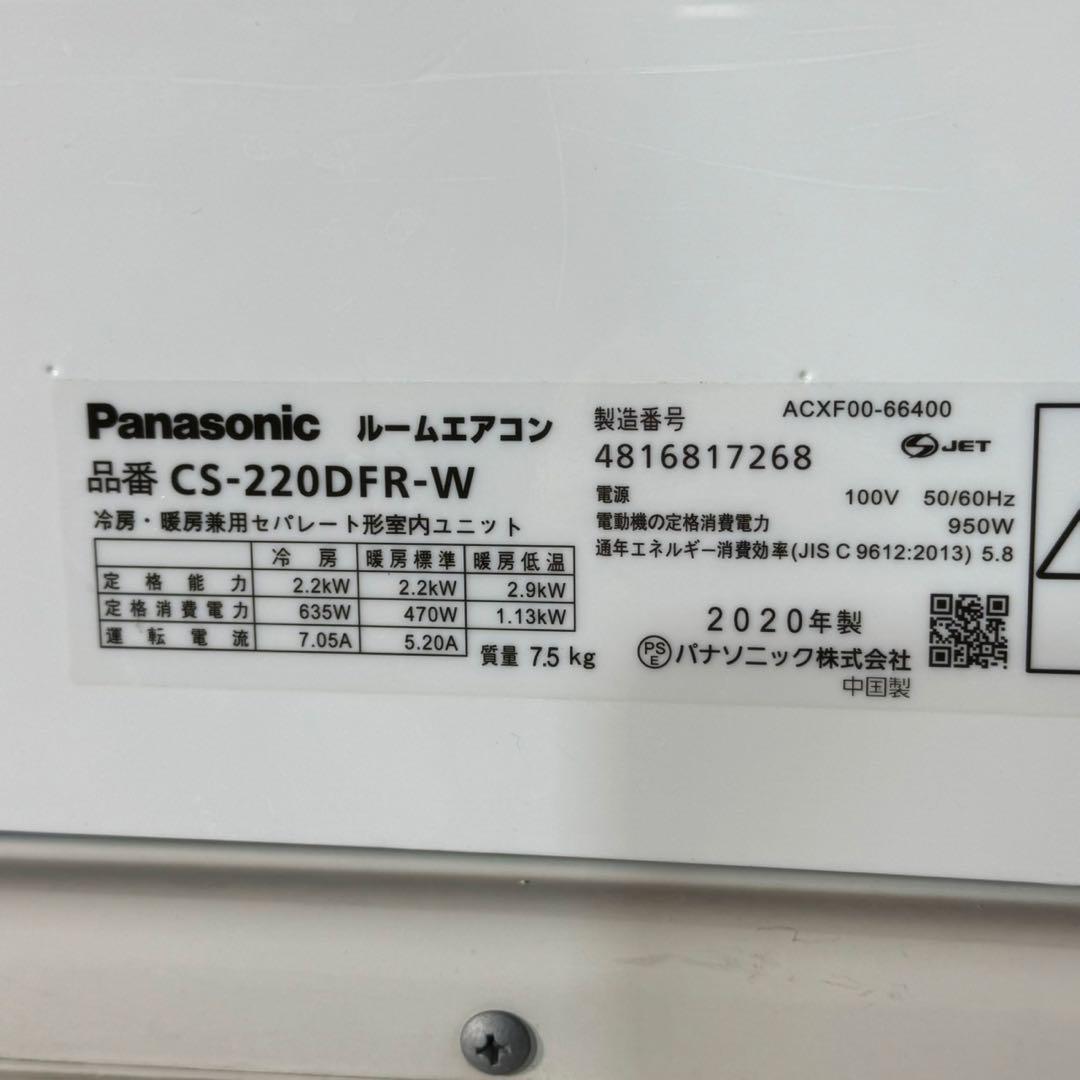 Panasonic ルームエアコン
品番 CS-220DFR-W
冷房・暖房兼用セパレート形室内ユニット
冷房 暖房標準 暖房低温
定格能力 2.2kW 2.2kW 2.9kW
定格消費電力 635W 470W 1.13kW
運転電流 7.05A 5.20A
質量 7.5 kg
製造番号 ACXF00-66400
4816817268 JET
電源 100V 50/60Hz
電動機の定格消費電力 950W
通年エネルギー消費効率(JIS C 9612:2013) 5.8
2020年製
PSE パナソニック株式会社
中国製